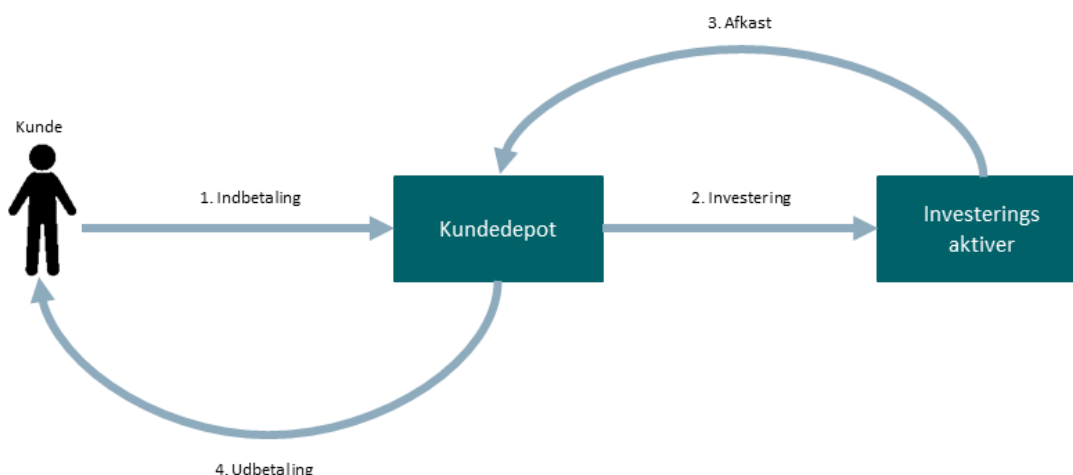 3. Afkast
Kunde
1. Indbetaling
2. Investering
Kundedepot
Investerings
aktiver
4. Udbetaling